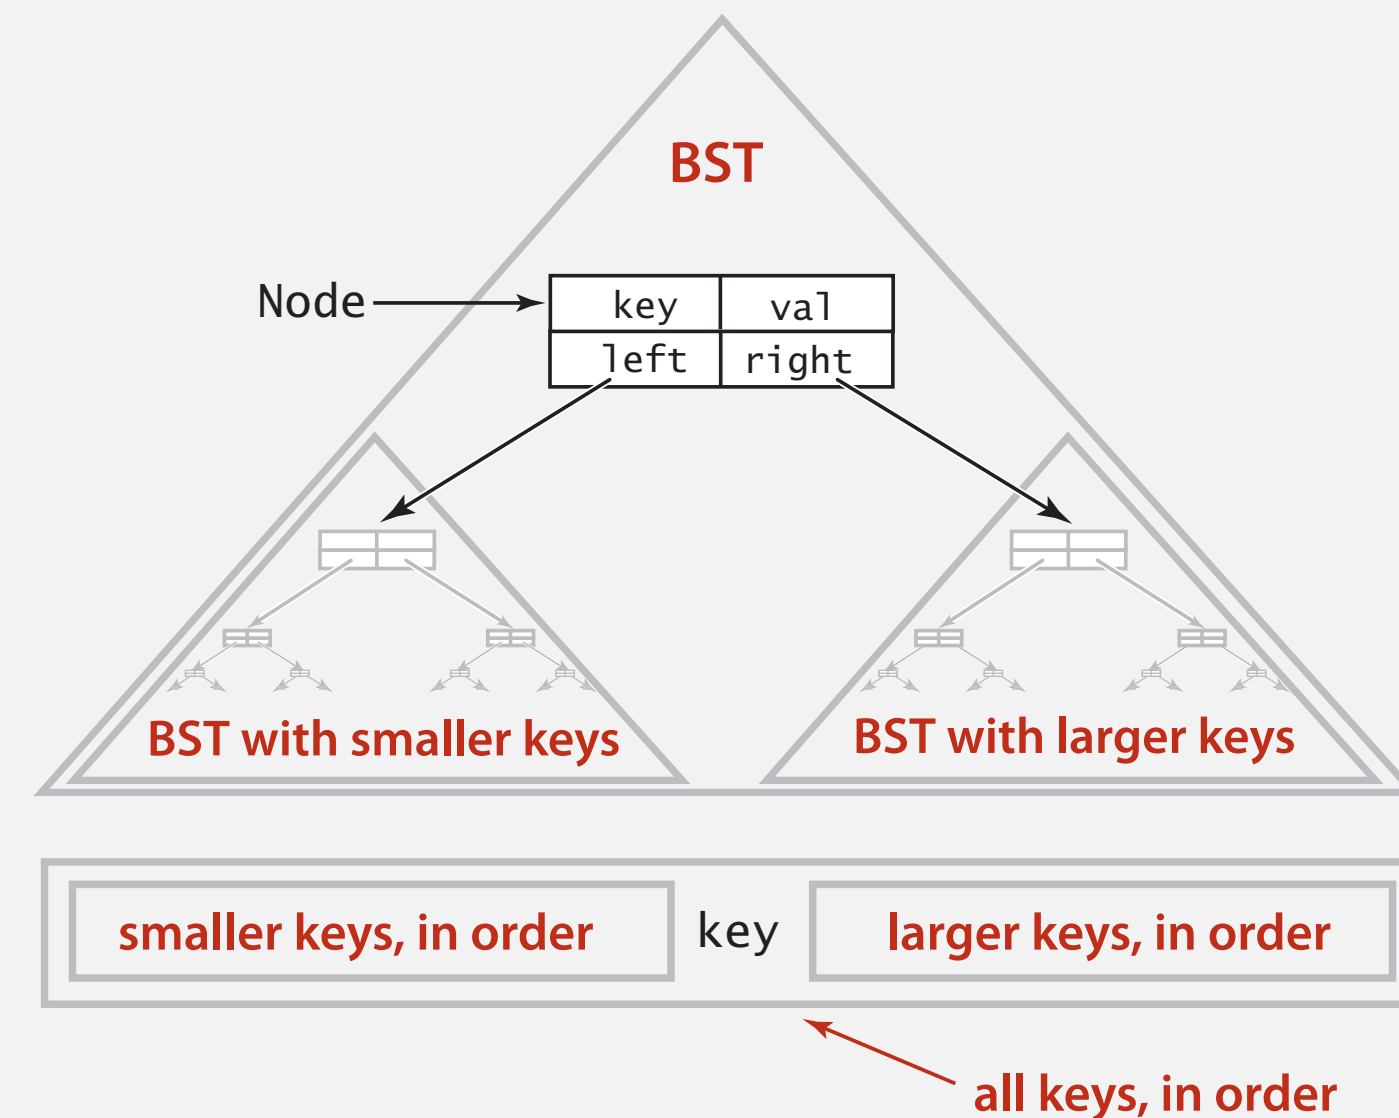 BST
Node
key val
left right
BST with smaller keys
BST with larger keys
smaller keys, in order
key
larger keys, in order
all keys, in order